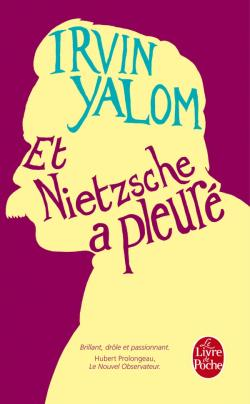 IRVIN
YALOM
Et
Nietzsche
a pleuré
Brillant, drôle et passionnant.
Hubert Prolongeau,
Le Nouvel Observateur.
Le
Livre
de
Poche